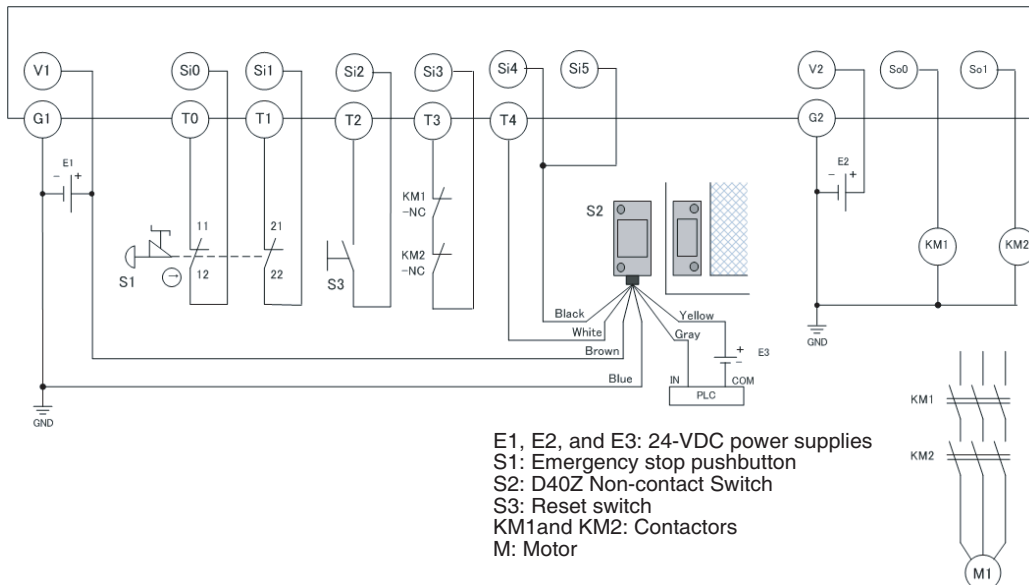 V1 Si0 Si1 Si2 Si3 Si4 Si5 V2 So0 So1
G1 T0 T1 T2 T3 T4 G2
E1
- +
E2
- +
KM1
-NC
KM2
-NC
S2
11 21
12 22
S1
S3
KM1 KM2
Black
White
Brown
Blue
Yellow
Gray
+
-
E3
IN COM
PLC
GND
GND
KM1
KM2
M1
E1, E2, and E3: 24-VDC power supplies
S1: Emergency stop pushbutton
S2: D40Z Non-contact Switch
S3: Reset switch
KM1and KM2: Contactors
M: Motor